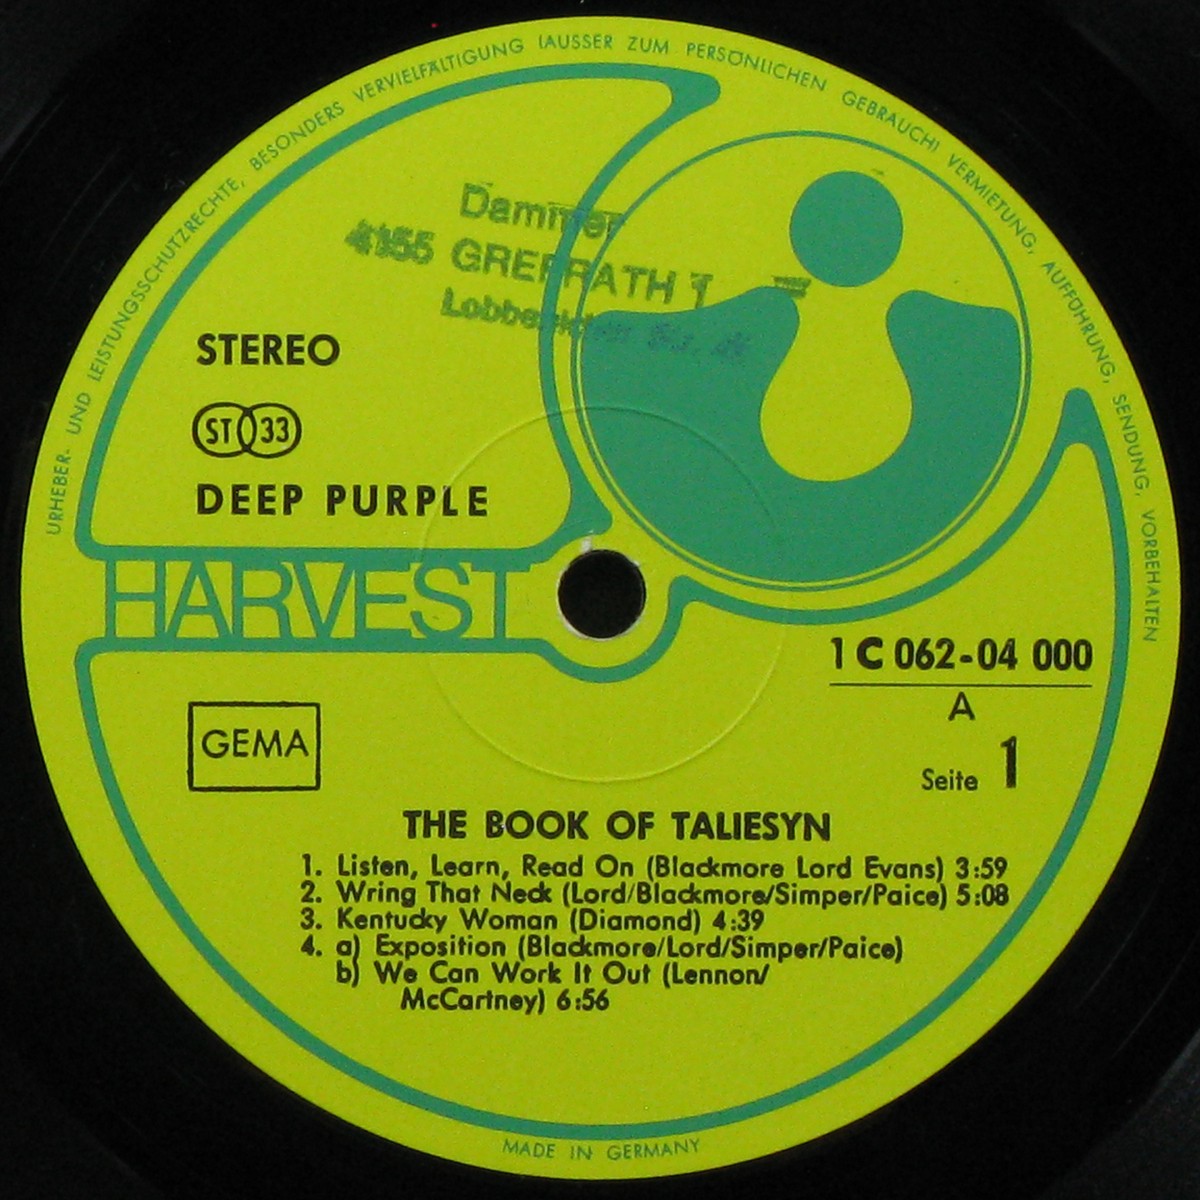 URHEBER- UND LEISTUNGSSCHUTZRECHTE, BESONDERS VERVIELFÄLTIGUNG (AUSSER ZUM PERSÖNLICHEN GEBRAUCH) VERMIETUNG, AUFFÜHRUNG, SENDUNG, VORBEHALTEN
Dammer
4155 GREFRATH 1
STEREO
ST 33
DEEP PURPLE
HARVEST
1 C 062-04 000
A
Seite 1
GEMA
THE BOOK OF TALIESYN
1. Listen, Learn, Read On (Blackmore Lord Evans) 3:59
2. Wring That Neck (Lord/Blackmore/Simper/Paice) 5:08
3. Kentucky Woman (Diamond) 4:39
4. a) Exposition (Blackmore/Lord/Simper/Paice)
b) We Can Work It Out (Lennon/
McCartney) 6:56
MADE IN GERMANY